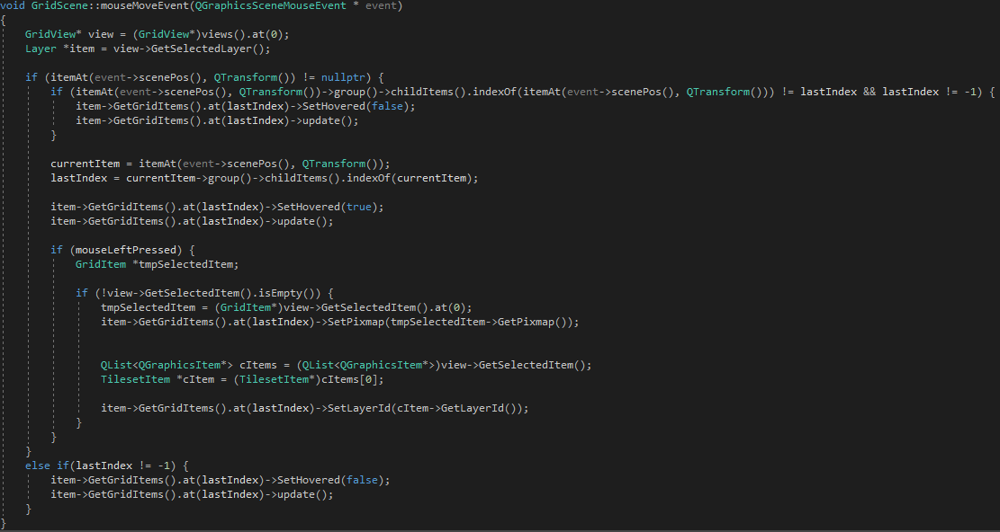 void GridScene::mouseMoveEvent(QGraphicsSceneMouseEvent * event)
{
GridView* view = (GridView*)views().at(0);
Layer *item = view->GetSelectedLayer();
if (itemAt(event->scenePos(), QTransform()) != nullptr) {
if (itemAt(event->scenePos(), QTransform())->group()->childItems().indexOf(itemAt(event->scenePos(), QTransform())) != lastIndex && lastIndex != -1) {
item->GetGridItems().at(lastIndex)->SetHovered(false);
item->GetGridItems().at(lastIndex)->update();
}
currentItem = itemAt(event->scenePos(), QTransform());
lastIndex = currentItem->group()->childItems().indexOf(currentItem);
item->GetGridItems().at(lastIndex)->SetHovered(true);
item->GetGridItems().at(lastIndex)->update();
if (mouseLeftPressed) {
GridItem *tmpSelectedItem;
if (!view->GetSelectedItem().isEmpty()) {
tmpSelectedItem = (GridItem*)view->GetSelectedItem().at(0);
item->GetGridItems().at(lastIndex)->SetPixmap(tmpSelectedItem->GetPixmap());
QList<QGraphicsItem*> cItems = (QList<QGraphicsItem*>)view->GetSelectedItem();
TilesetItem *cItem = (TilesetItem*)cItems[0];
item->GetGridItems().at(lastIndex)->SetLayerId(cItem->GetLayerId());
}
}
}
else if(lastIndex != -1) {
item->GetGridItems().at(lastIndex)->SetHovered(false);
item->GetGridItems().at(lastIndex)->update();
}
}